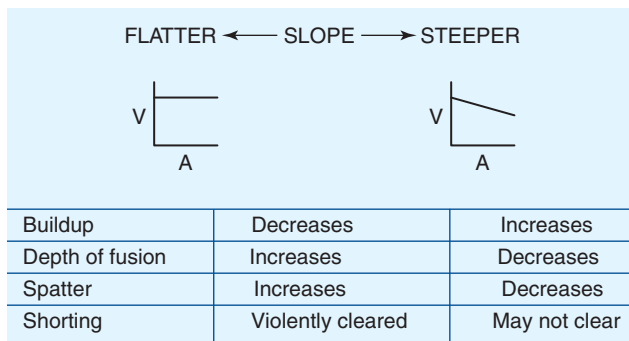 FLATTER SLOPE STEEPER
V V
A A
Buildup Decreases Increases
Depth of fusion Increases Decreases
Spatter Increases Decreases
Shorting Violently cleared May not clear